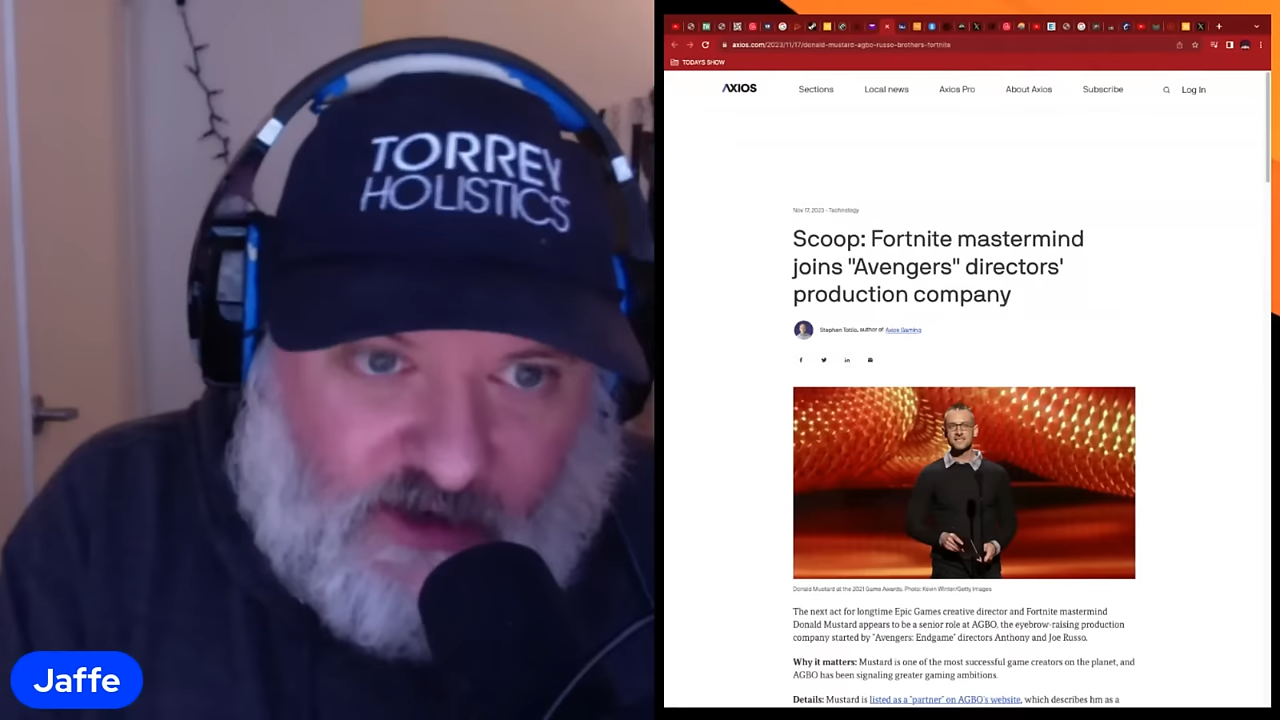 TORREY
HOLISTICS
Jaffe
axios.com/2023/11/17/donald-mustard-agbo-russo-brothers-fortnite
TODAYS SHOW
AXIOS
Sections
Local news
Axios Pro
About Axios
Subscribe
Log In
Nov 17, 2023 - Technology
Scoop: Fortnite mastermind
joins "Avengers" directors'
production company
Stephen Totilo, author of Axios Gaming
Donald Mustard at the 2021 Game Awards. Photo: Kevin Winter/Getty Images
The next act for longtime Epic Games creative director and Fortnite mastermind
Donald Mustard appears to be a senior role at AGBO, the eyebrow-raising production
company started by "Avengers: Endgame" directors Anthony and Joe Russo.
Why it matters: Mustard is one of the most successful game creators on the planet, and
AGBO has been signaling greater gaming ambitions.
Details: Mustard is listed as a "partner" on AGBO's website, which describes hm as a